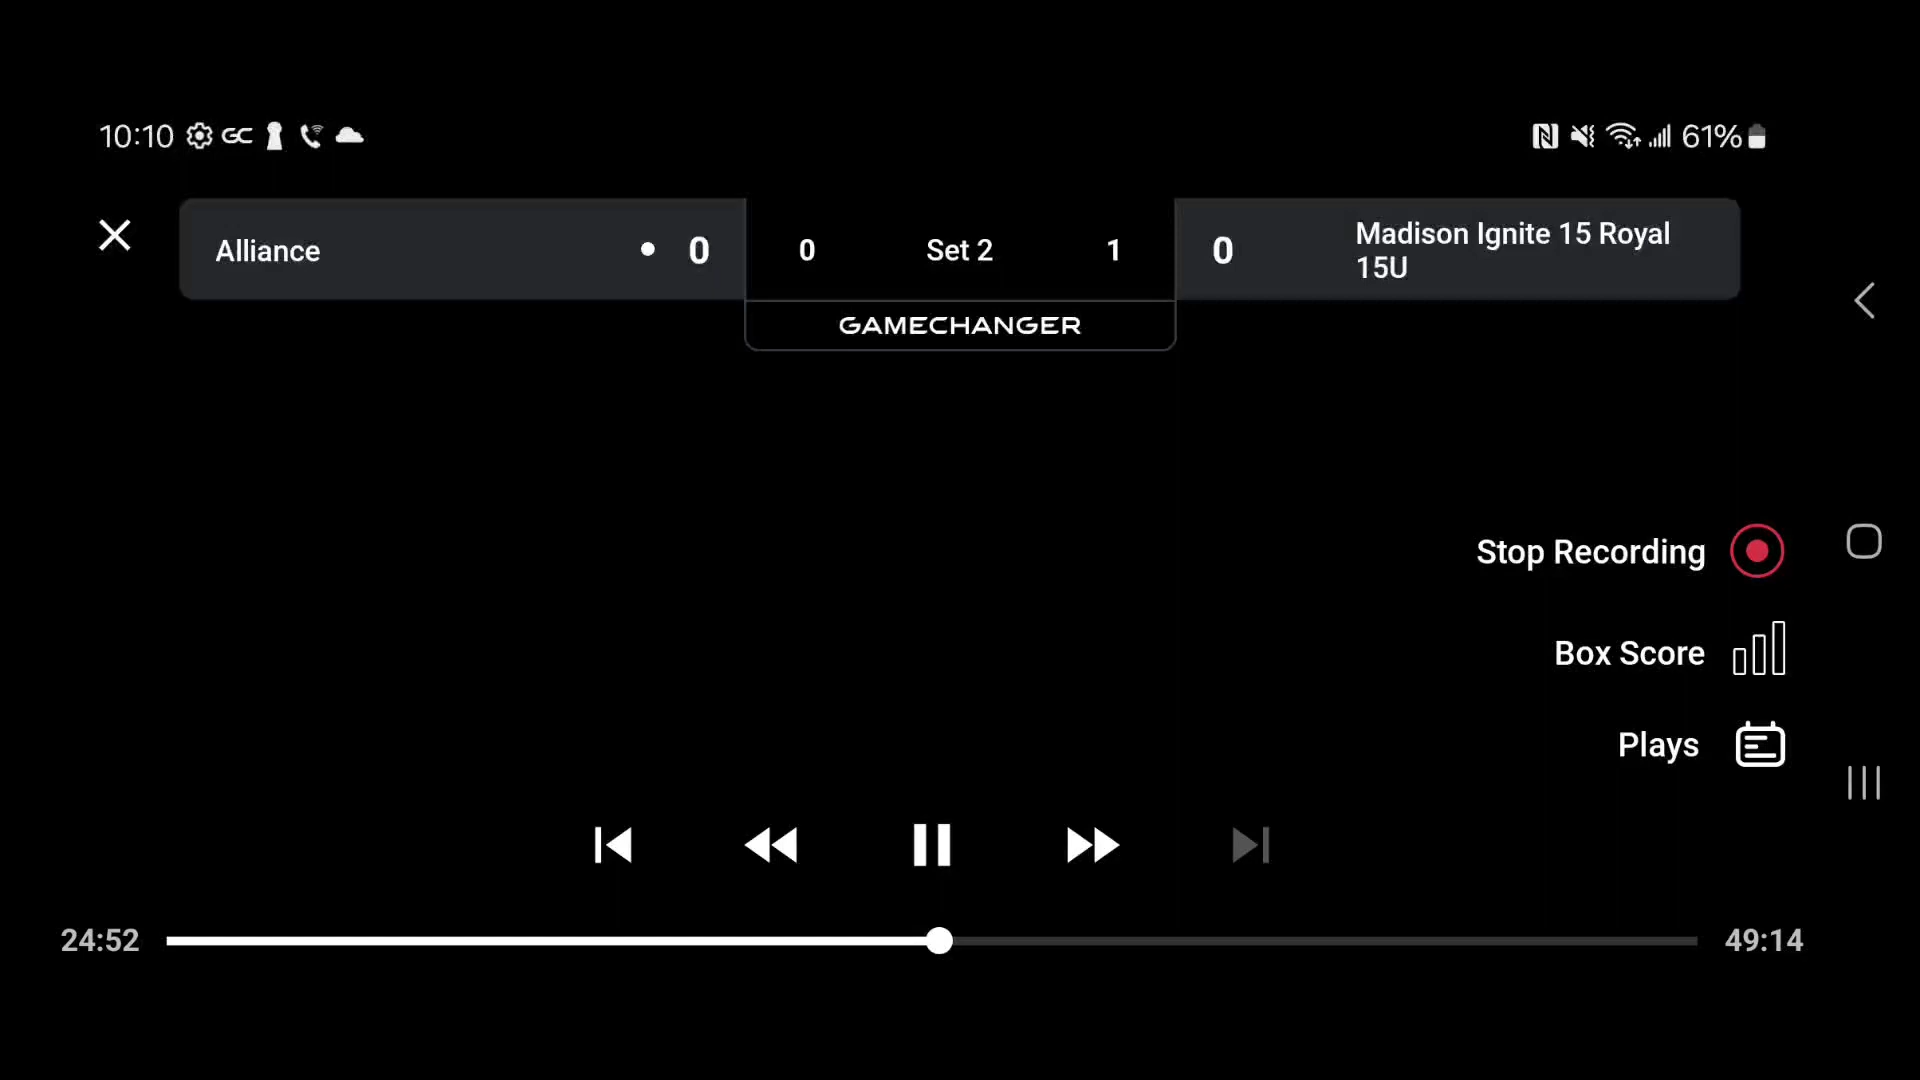 10:10 GC 61%
Alliance 0 0 Set 2 1 0 Madison Ignite 15 Royal
15U
GAMECHANGER
Stop Recording
Box Score
Plays
24:52 49:14